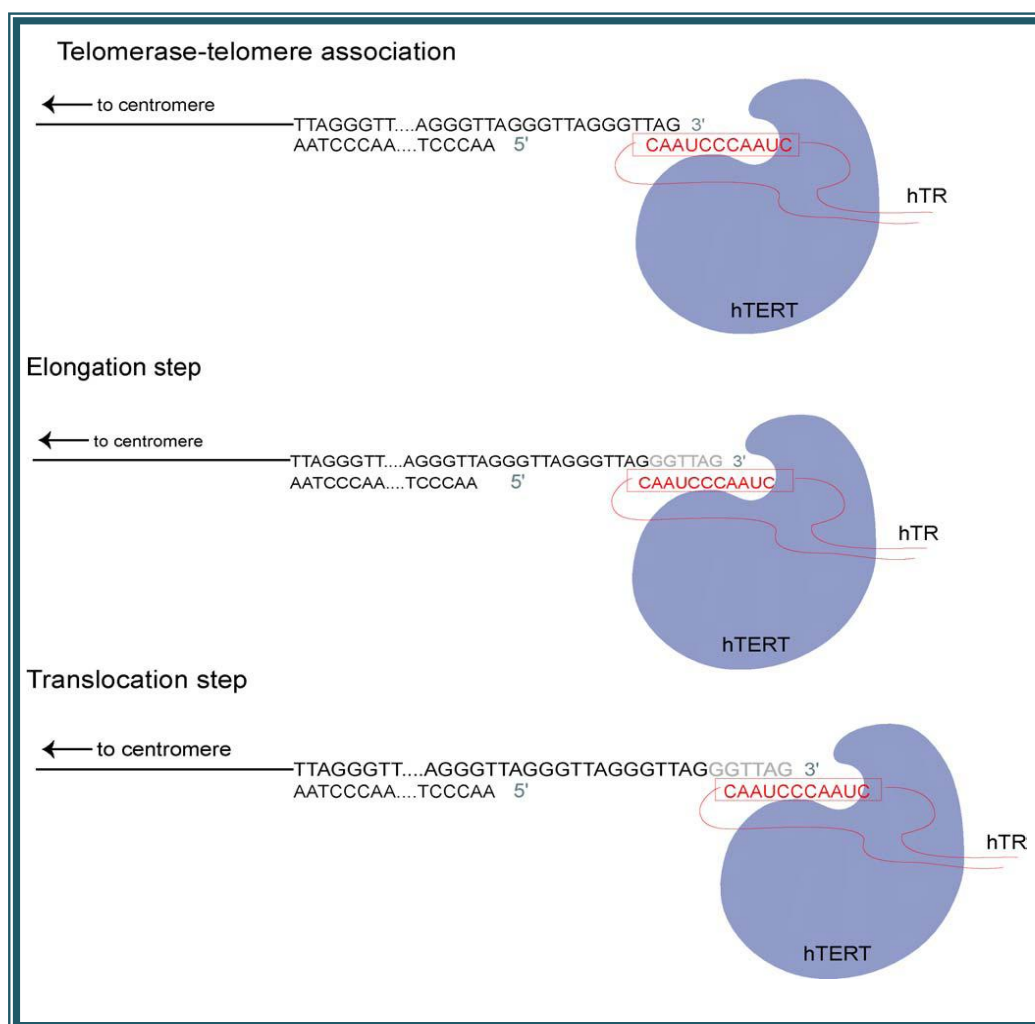 Telomerase-telomere association
to centromere
TTAGGGTT....AGGGTTAGGGTTAGGGTTAG 3'
AATCCCAA....TCCCAA 5'
CAAUCCCAAUC
hTR
hTERT
Elongation step
to centromere
TTAGGGTT....AGGGTTAGGGTTAGGGTTAGGGTTAG 3'
AATCCCAA....TCCCAA 5'
CAAUCCCAAUC
hTR
hTERT
Translocation step
to centromere
TTAGGGTT....AGGGTTAGGGTTAGGGTTAGGGTTAG 3'
AATCCCAA....TCCCAA 5'
CAAUCCCAAUC
hTR
hTERT